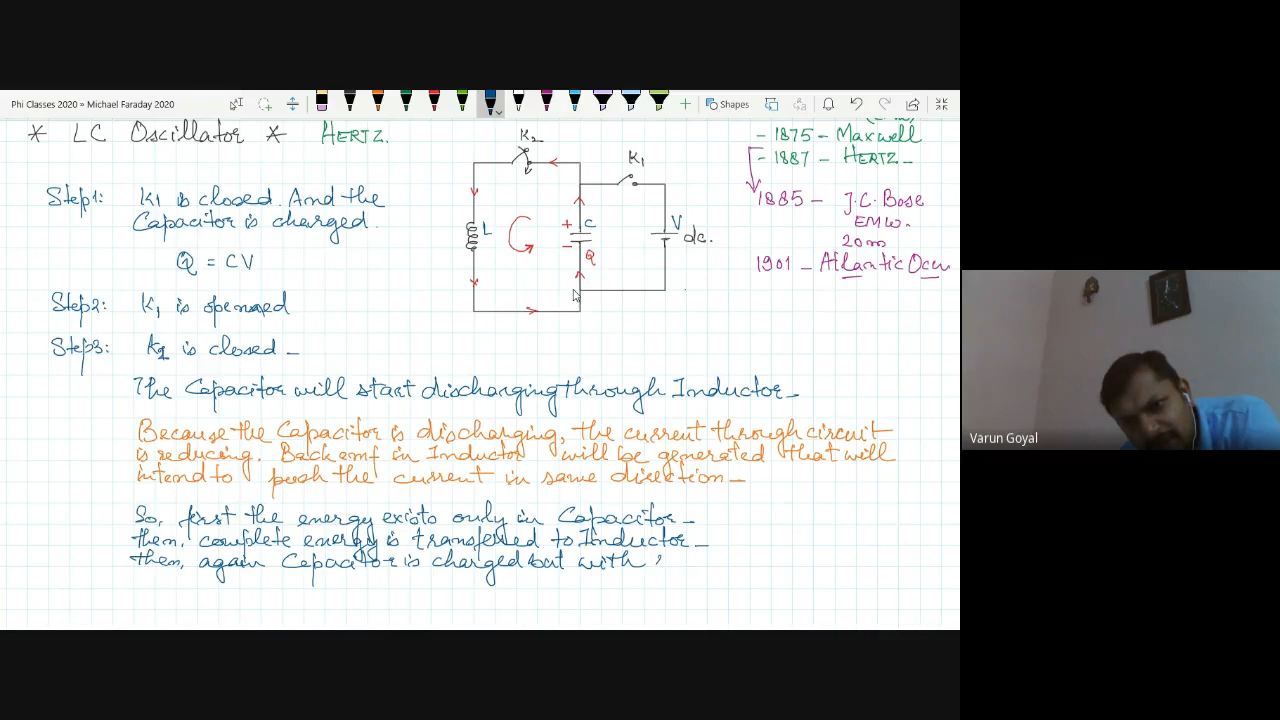 Phi Classes 2020 » Michael Faraday 2020
Shapes
* LC Oscillator * HERTZ.
Step1: K1 is closed. And the
Capacitor is charged.
Q = CV
Step2: K1 is openned
Step3: K2 is closed -
The Capacitor will start discharging through Inductor -
Because the Capacitor is discharging, the current through circuit
is reducing. Back emf in Inductor will be generated that will
intend to push the current in same direction -
So, first the energy exists only in Capacitor -
then, complete energy is transferred to Inductor -
then, again Capacitor is charged but with
K2
K1
L
+ C
- Q
V
dc.
- 1875 - Maxwell
- 1887 - HERTZ -
1885 - J.C. Bose
EMW.
20m
1901 - Atlantic Ocen
Varun Goyal